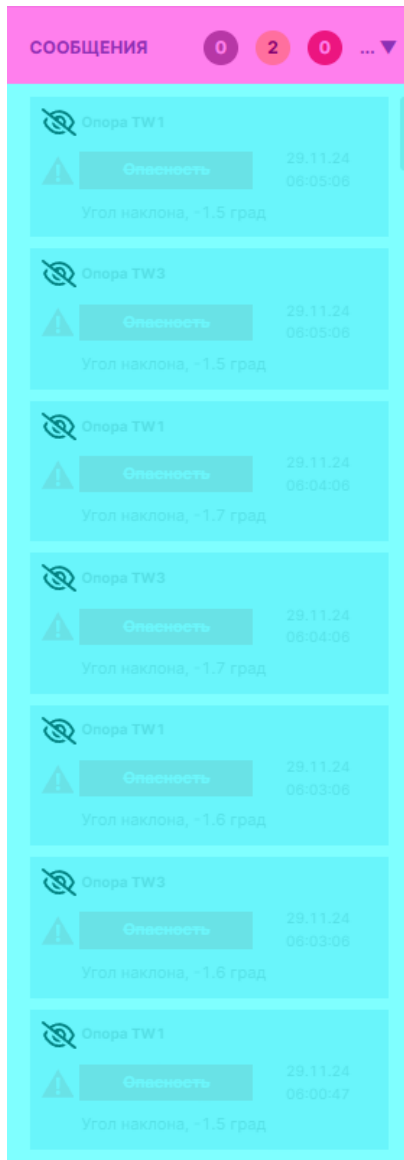 СООБЩЕНИЯ 0 2 0 ... ▼
Опора TW1
Опасность 29.11.24
06:05:06
Угол наклона, -1.5 град
Опора TW3
Опасность 29.11.24
06:05:06
Угол наклона, -1.5 град
Опора TW1
Опасность 29.11.24
06:04:06
Угол наклона, -1.7 град
Опора TW3
Опасность 29.11.24
06:04:06
Угол наклона, -1.7 град
Опора TW1
Опасность 29.11.24
06:03:06
Угол наклона, -1.6 град
Опора TW3
Опасность 29.11.24
06:03:06
Угол наклона, -1.6 град
Опора TW1
Опасность 29.11.24
06:00:47
Угол наклона, -1.5 град